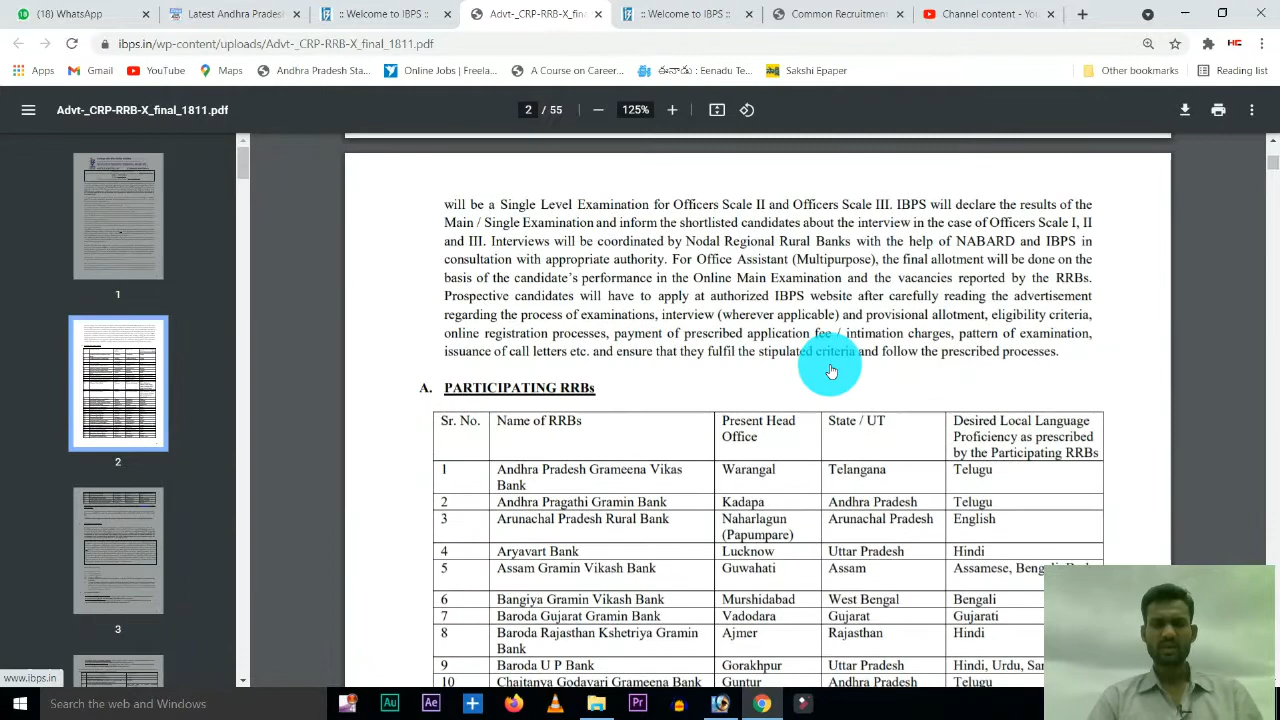 (18) WhatsApp
Latest Andhra Pradesh
:: Welcome to IBPS ::
Advt-_CRP-RRB-X_fin
:: Welcome to IBPS ::
Common Recruitment
Channel content - You
ibps.in/wp-content/uploads/Advt-_CRP-RRB-X_final_1811.pdf
Apps
Gmail
YouTube
Maps
Andhra Pradesh Sta...
Online Jobs | Freela...
A Course on Career...
Eenadu Te...
Sakshi Epaper
Other bookmarks
Reading list
Advt-_CRP-RRB-X_final_1811.pdf
2 / 55
125%
1
2
3
will be a Single Level Examination for Officers Scale II and Officers Scale III. IBPS will declare the results of the
Main / Single Examination and inform the shortlisted candidates about the interview in the case of Officers Scale I, II
and III. Interviews will be coordinated by Nodal Regional Rural Banks with the help of NABARD and IBPS in
consultation with appropriate authority. For Office Assistant (Multipurpose), the final allotment will be done on
the basis of the candidate's performance in the Online Main Examination and the vacancies reported by the RRBs.
Prospective candidates will have to apply at authorized IBPS website after carefully reading the advertisement
regarding the process of examinations, interview (wherever applicable) and provisional allotment, eligibility criteria,
online registration processes, payment of prescribed application fee / intimation charges, pattern of examination,
issuance of call letters etc. and ensure that they fulfil the stipulated criteria and follow the prescribed processes.
A. PARTICIPATING RRBs
Sr. No. Name of RRBs Present Head Office State / UT Desired Local Language Proficiency as prescribed by the Participating RRBs
1 Andhra Pradesh Grameena Vikas Bank Warangal Telangana Telugu
2 Andhra Pragathi Gramin Bank Kadapa Andhra Pradesh Telugu
3 Arunachal Pradesh Rural Bank Naharlagun (Papumpare) Arunachal Pradesh English
4 Aryavart Bank Lucknow Uttar Pradesh Hindi
5 Assam Gramin Vikash Bank Guwahati Assam Assamese,
6 Bangiya Gramin Vikash Bank Murshidabad West Bengal Bengali
7 Baroda Gujarat Gramin Bank Vadodara Gujarat Gujarati
8 Baroda Rajasthan Kshetriya Gramin Bank Ajmer Rajasthan Hindi
9 Baroda U P Bank Gorakhpur Uttar Pradesh Hindi, Urdu,
10 Chaitanya Godavari Grameena Bank Guntur Andhra Pradesh Telugu
www.ibps.in
Search the web and Windows